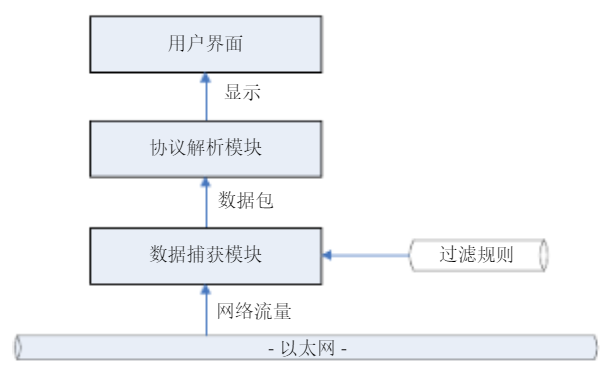 用户界面
显示
协议解析模块
数据包
数据捕获模块
过滤规则
网络流量
- 以太网 -